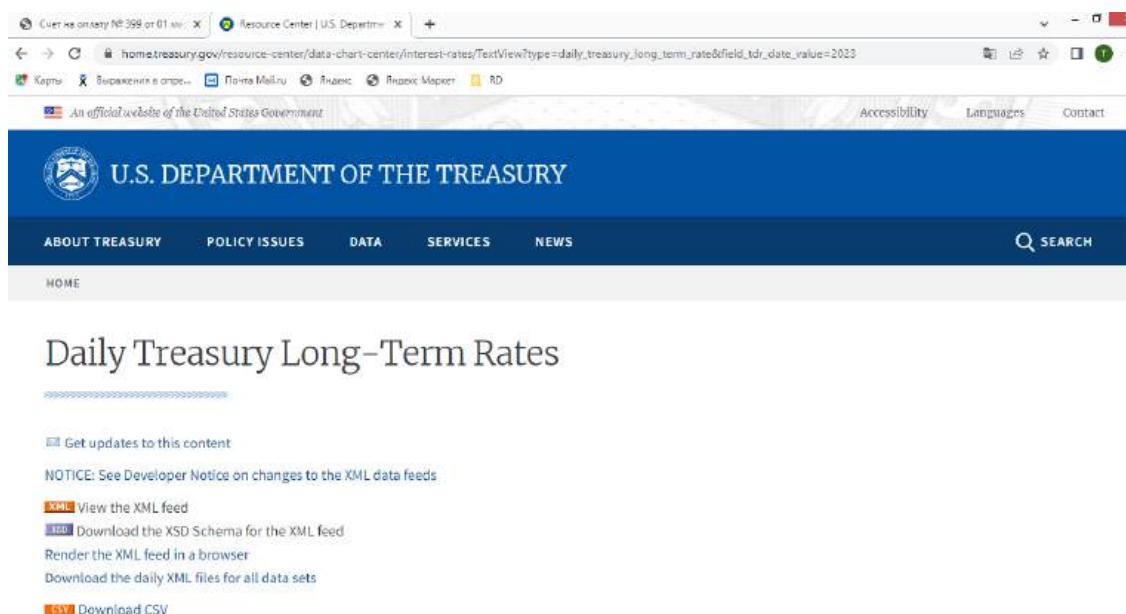 Счет на оплату № 399 от 01
Resource Center | U.S. Departme
home.treasury.gov/resource-center/data-chart-center/interest-rates/TextView?type=daily_treasury_long_term_rate&field_tdr_date_value=2023
Карты Выражения в опре... Почта Mail.ru Яндекс Яндекс Маркет RD
An official website of the United States Government Accessibility Languages Contact
U.S. DEPARTMENT OF THE TREASURY
ABOUT TREASURY POLICY ISSUES DATA SERVICES NEWS SEARCH
HOME
Daily Treasury Long-Term Rates
Get updates to this content
NOTICE: See Developer Notice on changes to the XML data feeds
XML View the XML feed
XSD Download the XSD Schema for the XML feed
Render the XML feed in a browser
Download the daily XML files for all data sets
CSV Download CSV